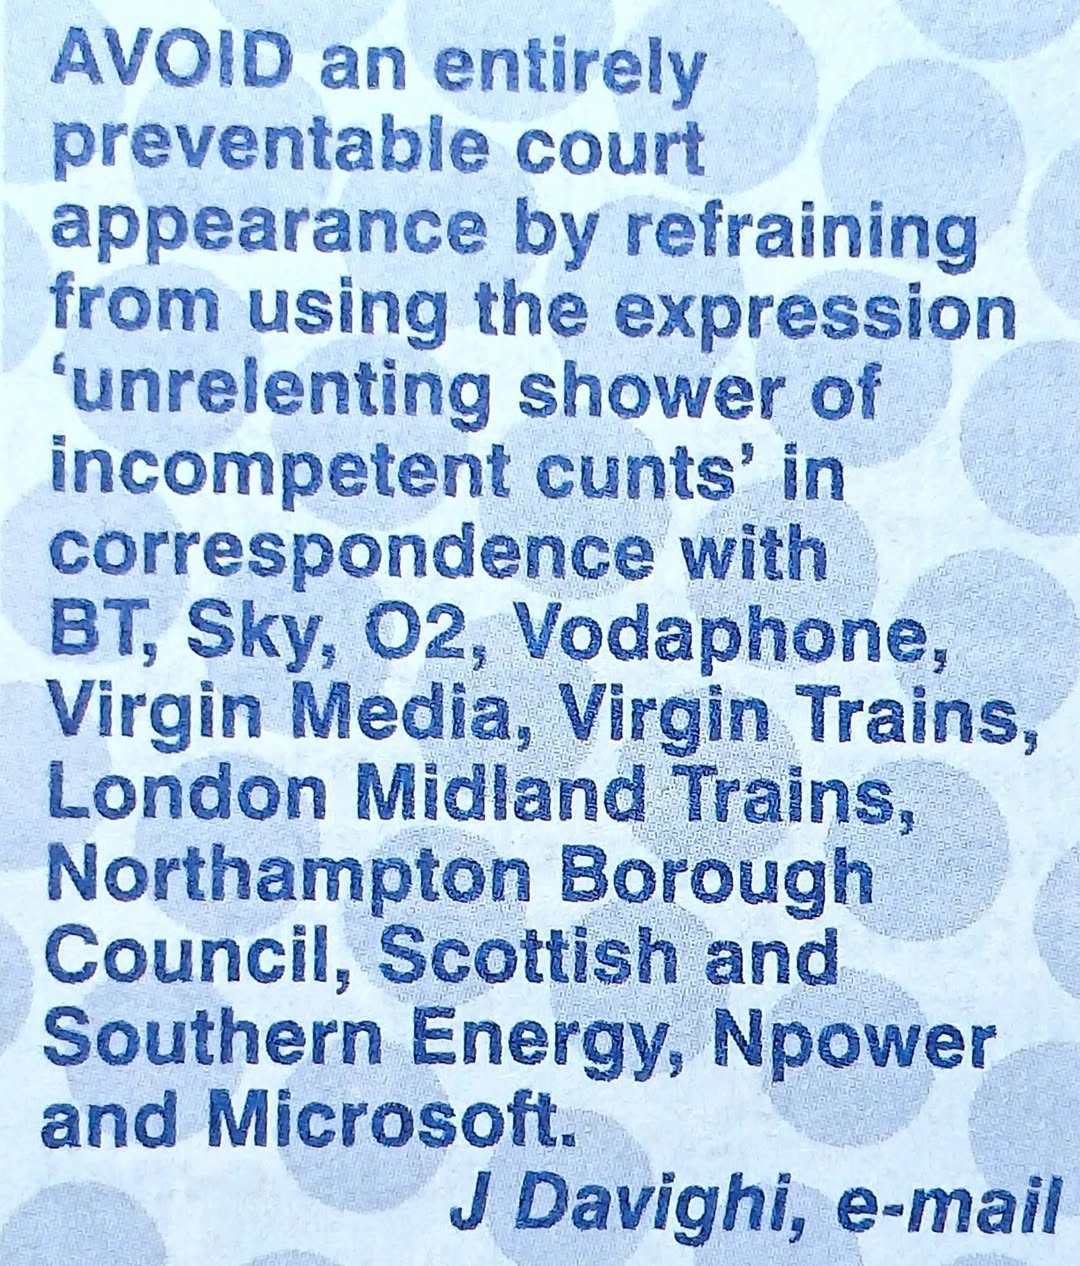 AVOID an entirely
preventable court
appearance by refraining
from using the expression
‘unrelenting shower of
incompetent cunts’ in
correspondence with
BT, Sky, O2, Vodaphone,
Virgin Media, Virgin Trains,
London Midland Trains,
Northampton Borough
Council, Scottish and
Southern Energy, Npower
and Microsoft.
J Davighi, e-mail